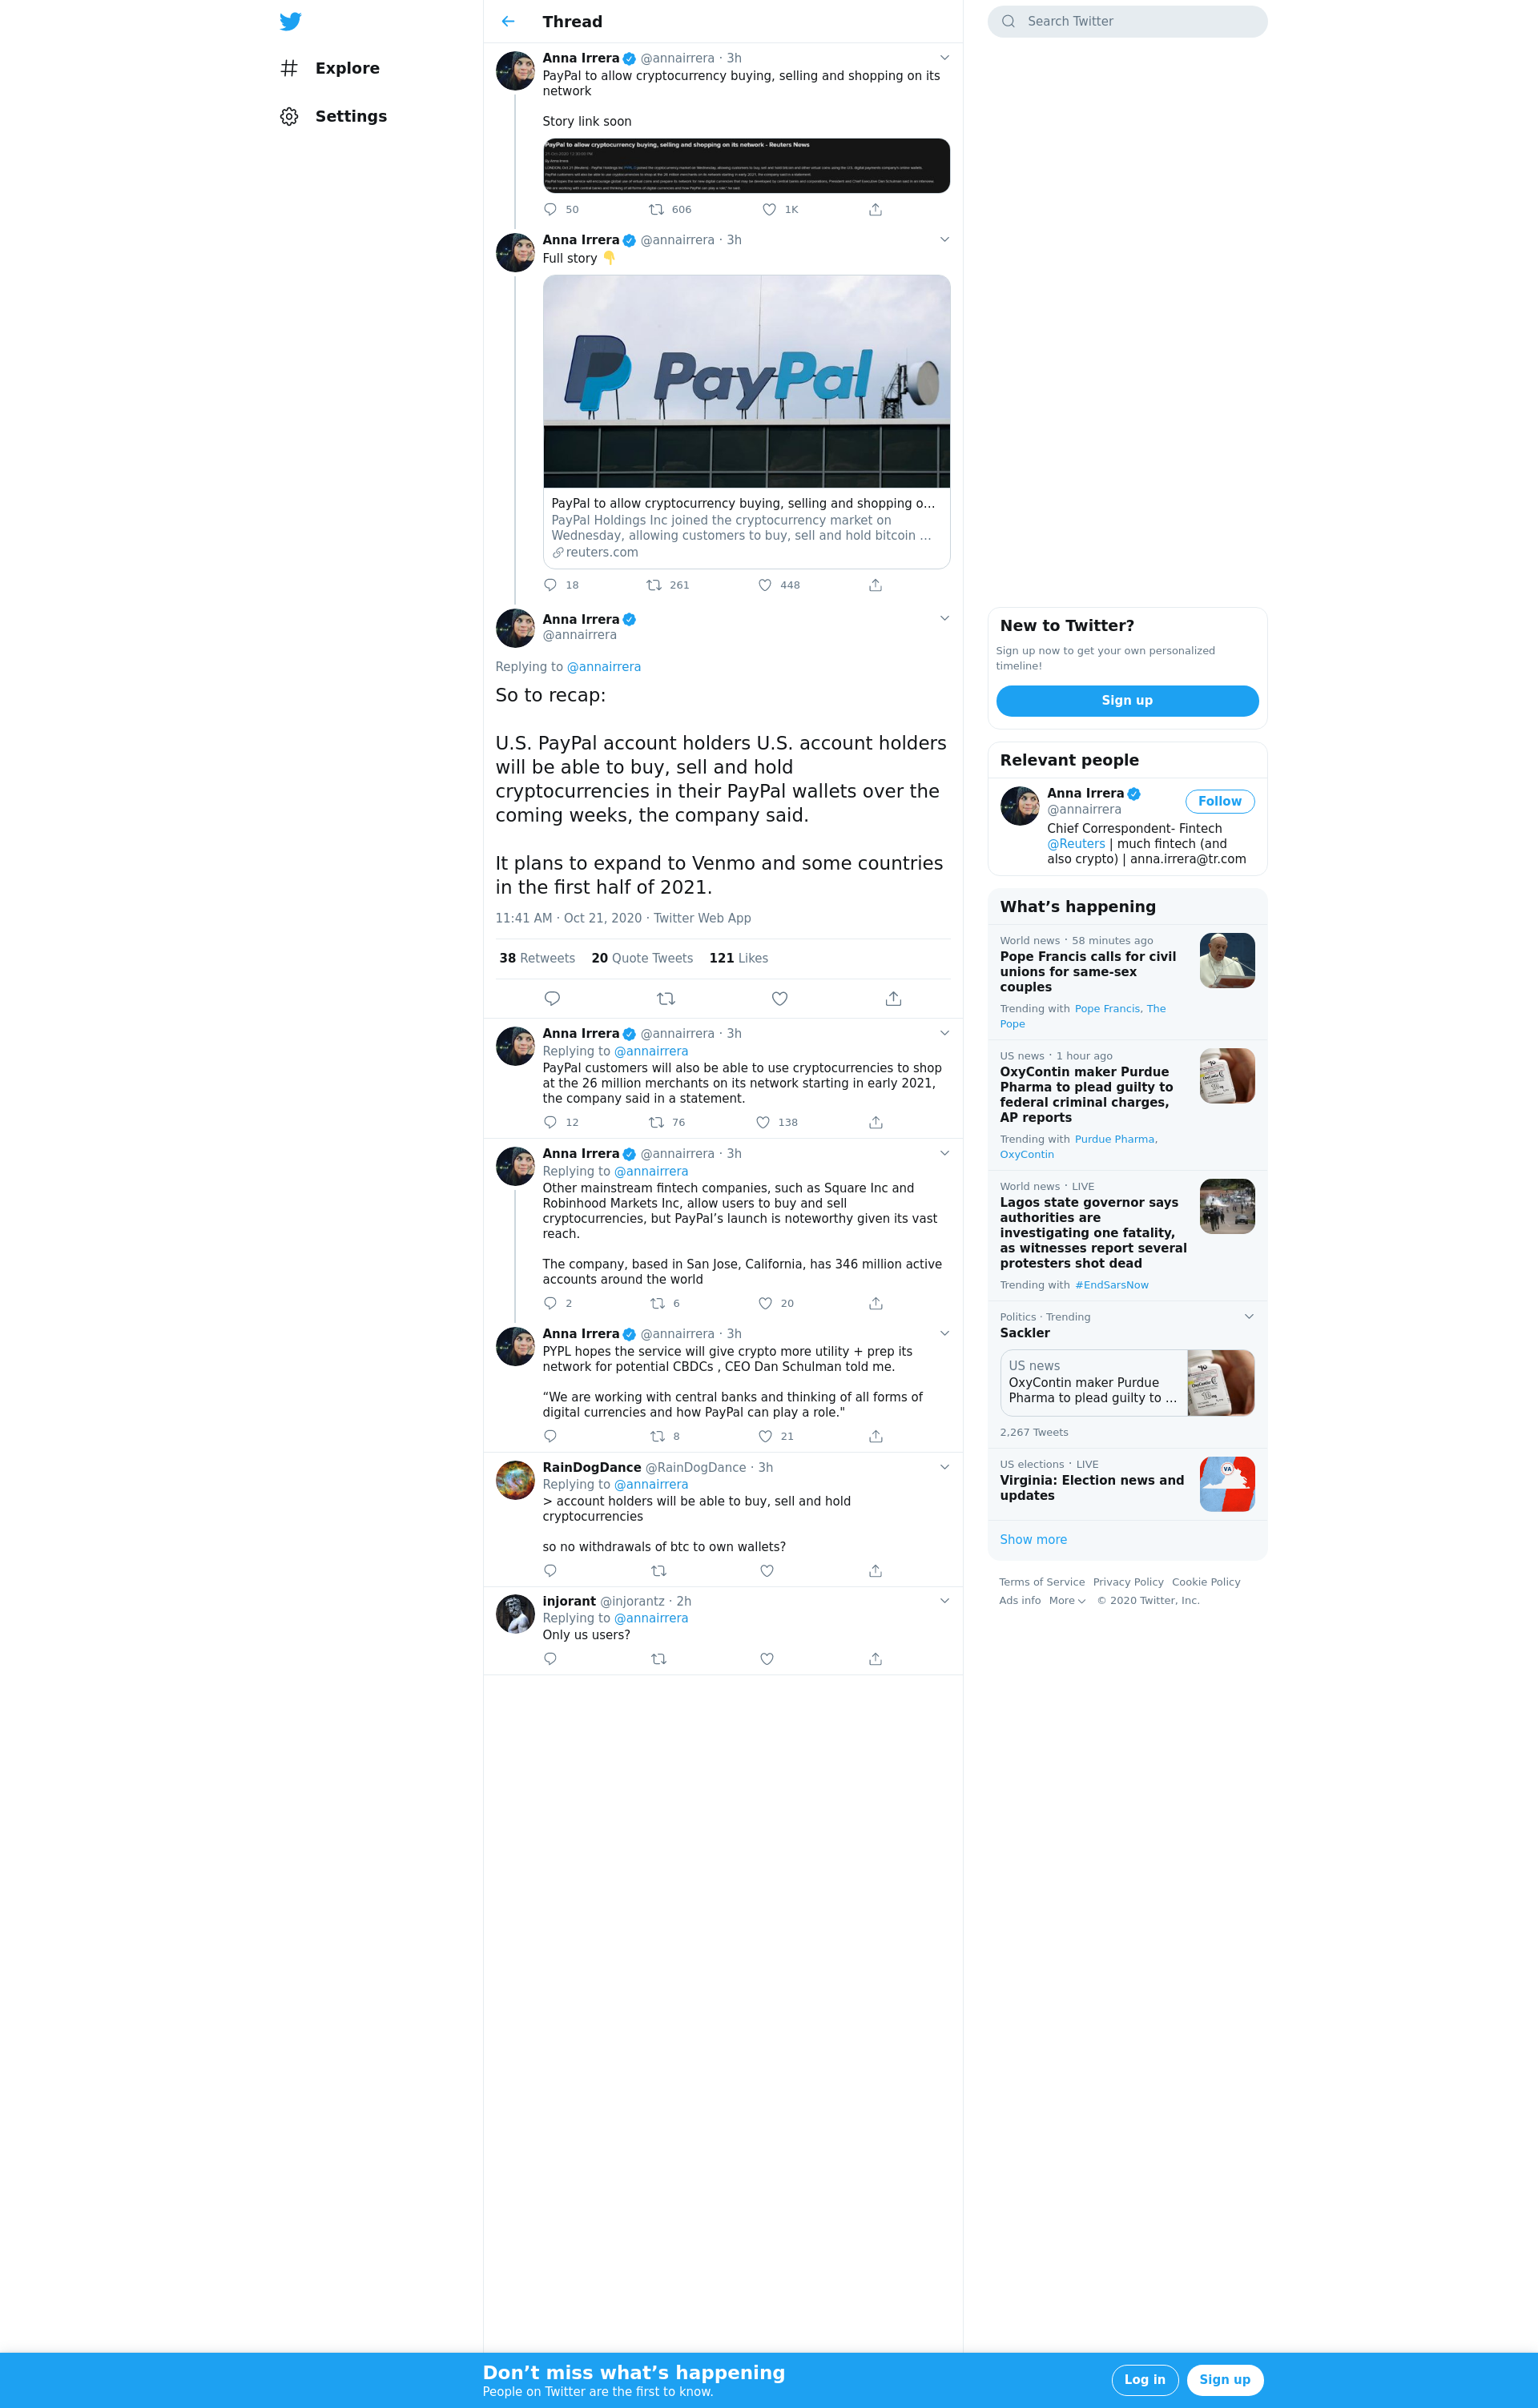 Explore
Settings
Thread
Anna Irrera @annairrera · 3h
PayPal to allow cryptocurrency buying, selling and shopping on its
network
Story link soon
PayPal to allow cryptocurrency buying, selling and shopping on its network - Reuters News
By Anna Irrera
50 606 1K
Anna Irrera @annairrera · 3h
Full story 👇
PayPal
PayPal to allow cryptocurrency buying, selling and shopping o…
PayPal Holdings Inc joined the cryptocurrency market on
Wednesday, allowing customers to buy, sell and hold bitcoin …
reuters.com
18 261 448
Anna Irrera
@annairrera
Replying to @annairrera
So to recap:
U.S. PayPal account holders U.S. account holders
will be able to buy, sell and hold
cryptocurrencies in their PayPal wallets over the
coming weeks, the company said.
It plans to expand to Venmo and some countries
in the first half of 2021.
11:41 AM · Oct 21, 2020 · Twitter Web App
38 Retweets 20 Quote Tweets 121 Likes
Anna Irrera @annairrera · 3h
Replying to @annairrera
PayPal customers will also be able to use cryptocurrencies to shop
at the 26 million merchants on its network starting in early 2021,
the company said in a statement.
12 76 138
Anna Irrera @annairrera · 3h
Replying to @annairrera
Other mainstream fintech companies, such as Square Inc and
Robinhood Markets Inc, allow users to buy and sell
cryptocurrencies, but PayPal’s launch is noteworthy given its vast
reach.
The company, based in San Jose, California, has 346 million active
accounts around the world
2 6 20
Anna Irrera @annairrera · 3h
PYPL hopes the service will give crypto more utility + prep its
network for potential CBDCs , CEO Dan Schulman told me.
“We are working with central banks and thinking of all forms of
digital currencies and how PayPal can play a role."
8 21
RainDogDance @RainDogDance · 3h
Replying to @annairrera
> account holders will be able to buy, sell and hold
cryptocurrencies
so no withdrawals of btc to own wallets?
injorant @injorantz · 2h
Replying to @annairrera
Only us users?
Search Twitter
New to Twitter?
Sign up now to get your own personalized
timeline!
Sign up
Relevant people
Anna Irrera
@annairrera
Follow
Chief Correspondent- Fintech
@Reuters | much fintech (and
also crypto) | anna.irrera@tr.com
What’s happening
World news · 58 minutes ago
Pope Francis calls for civil
unions for same-sex
couples
Trending with Pope Francis, The
Pope
US news · 1 hour ago
OxyContin maker Purdue
Pharma to plead guilty to
federal criminal charges,
AP reports
Trending with Purdue Pharma,
OxyContin
World news · LIVE
Lagos state governor says
authorities are
investigating one fatality,
as witnesses report several
protesters shot dead
Trending with #EndSarsNow
Politics · Trending
Sackler
US news
OxyContin maker Purdue
Pharma to plead guilty to …
2,267 Tweets
US elections · LIVE
Virginia: Election news and
updates
VA
Show more
Terms of Service Privacy Policy Cookie Policy
Ads info More © 2020 Twitter, Inc.
Don’t miss what’s happening
People on Twitter are the first to know.
Log in
Sign up